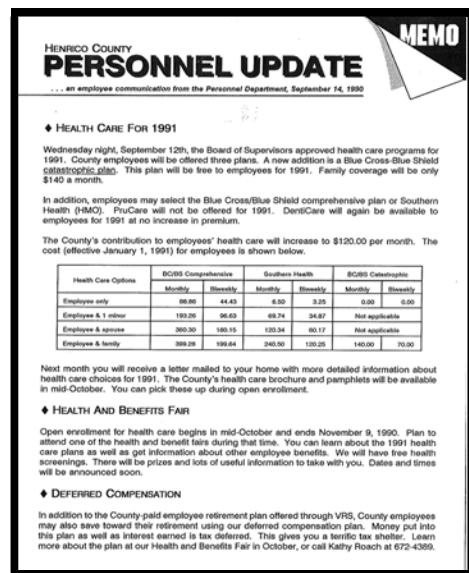 MEMO
HENRICO COUNTY
PERSONNEL UPDATE
. . . an employee communication from the Personnel Department, September 14, 1990
♦ HEALTH CARE FOR 1991
Wednesday night, September 12th, the Board of Supervisors approved health care programs for
1991. County employees will be offered three plans. A new addition is a Blue Cross-Blue Shield
catastrophic plan. This plan will be free to employees for 1991. Family coverage will be only
$140 a month.
In addition, employees may select the Blue Cross/Blue Shield comprehensive plan or Southern
Health (HMO). PruCare will not be offered for 1991. DentiCare will again be available to
employees for 1991 at no increase in premium.
The County's contribution to employees' health care will increase to $120.00 per month. The
cost (effective January 1, 1991) for employees is shown below.
Health Care Options BC/BS Comprehensive Southern Health BC/BS Catastrophic
Monthly Biweekly Monthly Biweekly Monthly Biweekly
Employee only 88.86 44.43 6.50 3.25 0.00 0.00
Employee & 1 minor 193.26 96.63 69.74 34.87 Not applicable
Employee & spouse 360.30 180.15 120.34 60.17 Not applicable
Employee & family 399.28 199.64 240.50 120.25 140.00 70.00
Next month you will receive a letter mailed to your home with more detailed information about
health care choices for 1991. The County's health care brochure and pamphlets will be available
in mid-October. You can pick these up during open enrollment.
♦ HEALTH AND BENEFITS FAIR
Open enrollment for health care begins in mid-October and ends November 9, 1990. Plan to
attend one of the health and benefit fairs during that time. You can learn about the 1991 health
care plans as well as get information about other employee benefits. We will have free health
screenings. There will be prizes and lots of useful information to take with you. Dates and times
will be announced soon.
♦ DEFERRED COMPENSATION
In addition to the County-paid employee retirement plan offered through VRS, County employees
may also save toward their retirement using our deferred compensation plan. Money put into
this plan as well as interest earned is tax deferred. This gives you a terrific tax shelter. Learn
more about the plan at our Health and Benefits Fair in October, or call Kathy Roach at 672-4389.